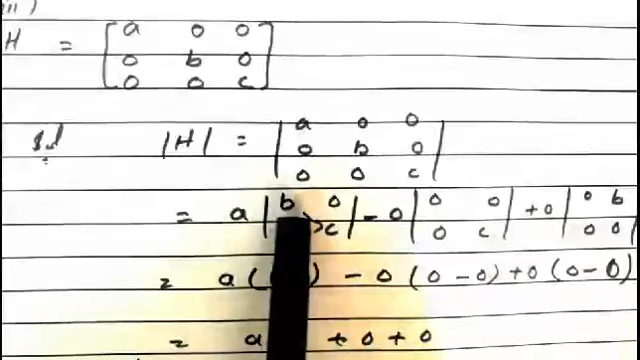 H = [a 0 0
0 b 0
0 0 c]
Sol |H| = |a 0 0
0 b 0
0 0 c|
= a |b 0 c| - 0 |0 0 0 c| + 0 |0 b 0 0|
= a ( ) - 0 (0 - 0) + 0 (0 - 0)
= a + 0 + 0